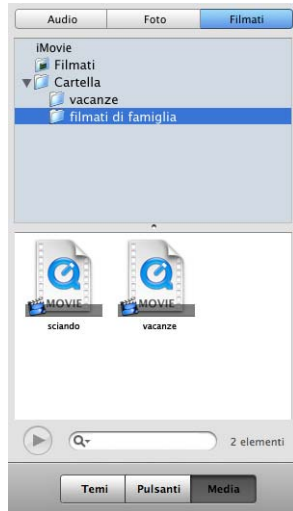 Audio Foto Filmati
iMovie
Filmati
Cartella
vacanze
filmati di famiglia
MOVIE MOVIE
sciando vacanze
2 elementi
Temi Pulsanti Media